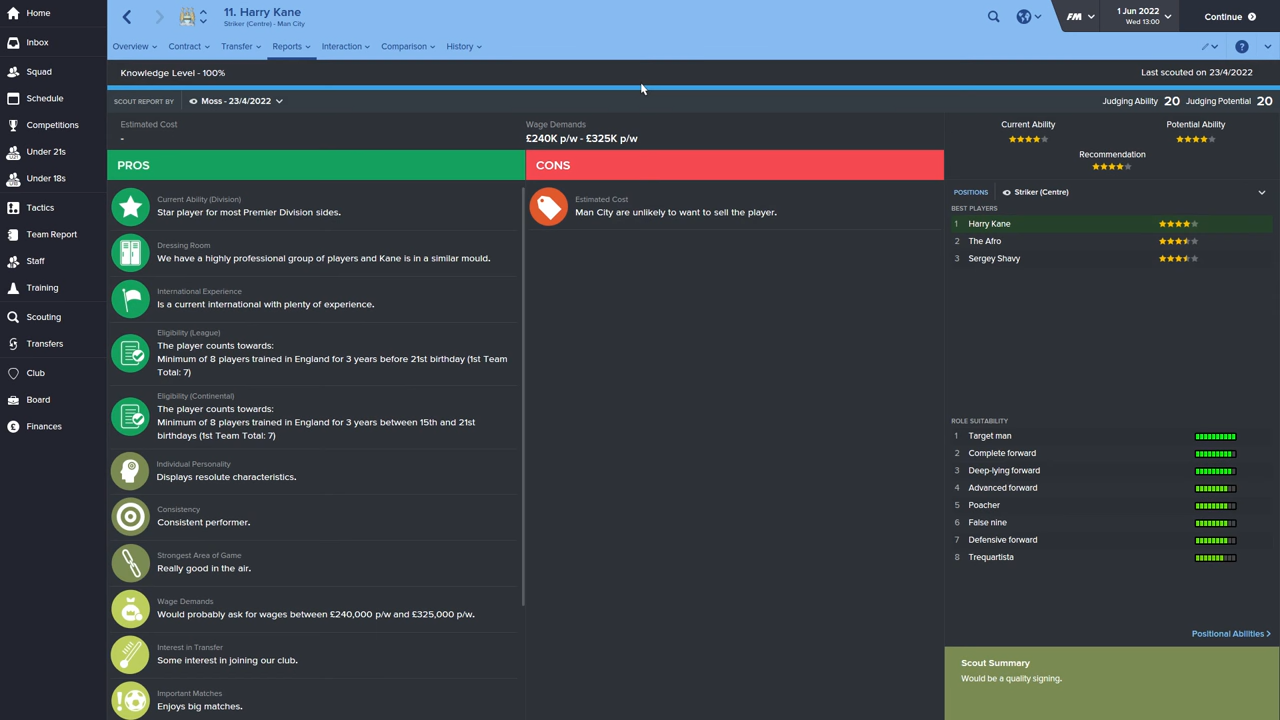 Home
Inbox
Squad
Schedule
Competitions
Under 21s
Under 18s
Tactics
Team Report
Staff
Training
Scouting
Transfers
Club
Board
Finances
11. Harry Kane
Striker (Centre) - Man City
FM
1 Jun 2022
Wed 13:00
Continue
Overview
Contract
Transfer
Reports
Interaction
Comparison
History
?
Knowledge Level - 100%
Last scouted on 23/4/2022
SCOUT REPORT BY
Moss - 23/4/2022
Judging Ability 20 Judging Potential 20
Estimated Cost
-
Wage Demands
£240K p/w - £325K p/w
PROS
Current Ability (Division)
Star player for most Premier Division sides.
Dressing Room
We have a highly professional group of players and Kane is in a similar mould.
International Experience
Is a current international with plenty of experience.
Eligibility (League)
The player counts towards:
Minimum of 8 players trained in England for 3 years before 21st birthday (1st Team
Total: 7)
Eligibility (Continental)
The player counts towards:
Minimum of 8 players trained in England for 3 years between 15th and 21st
birthdays (1st Team Total: 7)
Individual Personality
Displays resolute characteristics.
Consistency
Consistent performer.
Strongest Area of Game
Really good in the air.
Wage Demands
Would probably ask for wages between £240,000 p/w and £325,000 p/w.
Interest in Transfer
Some interest in joining our club.
Important Matches
Enjoys big matches.
CONS
Estimated Cost
Man City are unlikely to want to sell the player.
Current Ability
Potential Ability
Recommendation
POSITIONS
Striker (Centre)
BEST PLAYERS
1 Harry Kane
2 The Afro
3 Sergey Shavy
ROLE SUITABILITY
1 Target man
2 Complete forward
3 Deep-lying forward
4 Advanced forward
5 Poacher
6 False nine
7 Defensive forward
8 Trequartista
Positional Abilities >
Scout Summary
Would be a quality signing.